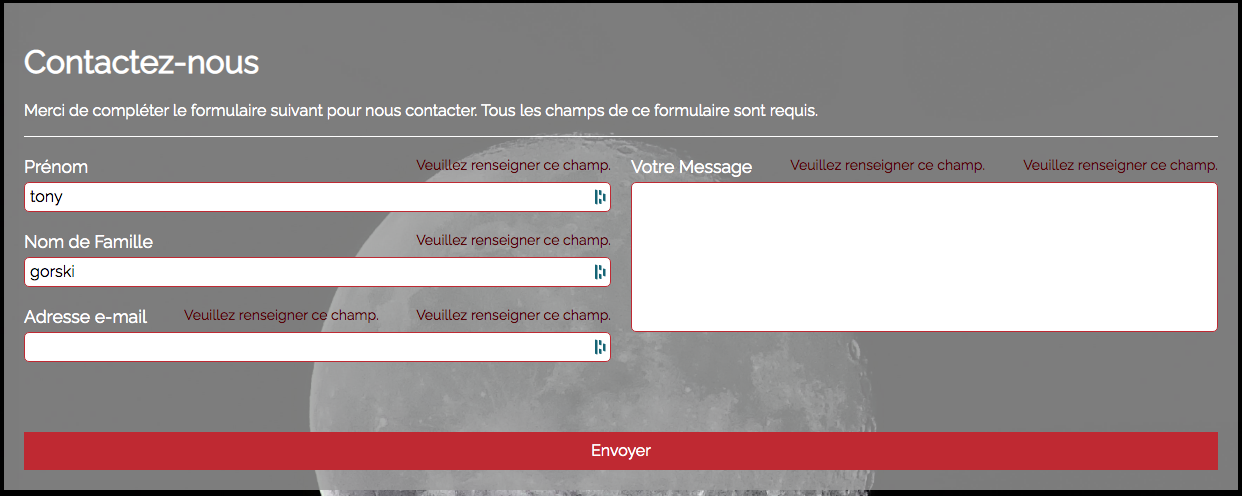 Contactez-nous
Merci de compléter le formulaire suivant pour nous contacter. Tous les champs de ce formulaire sont requis.
Prénom Veuillez renseigner ce champ.
tony
Nom de Famille Veuillez renseigner ce champ.
gorski
Adresse e-mail Veuillez renseigner ce champ. Veuillez renseigner ce champ.
Votre Message Veuillez renseigner ce champ. Veuillez renseigner ce champ.
Envoyer